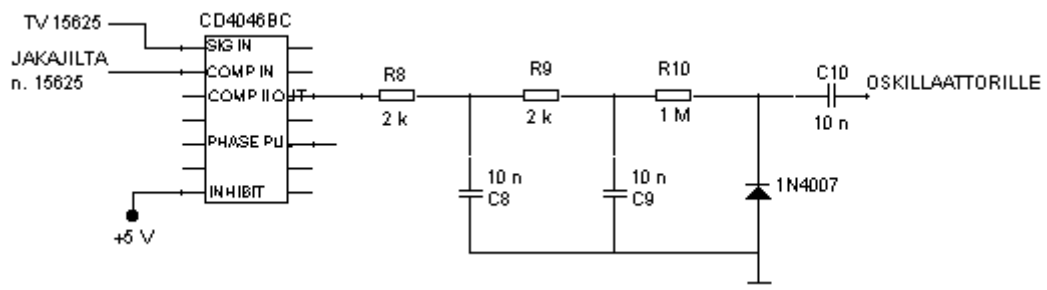 TV 15625
CD4046BC
SIG IN
JAKAJILTA
n. 15625
COMP IN
COMP II OUT
PHASE PU
INHIBIT
+5 V
R8
2 k
R9
2 k
R10
1 M
C10
10 n
OSKILLAATTORILLE
10 n
C8
10 n
C9
1N4007